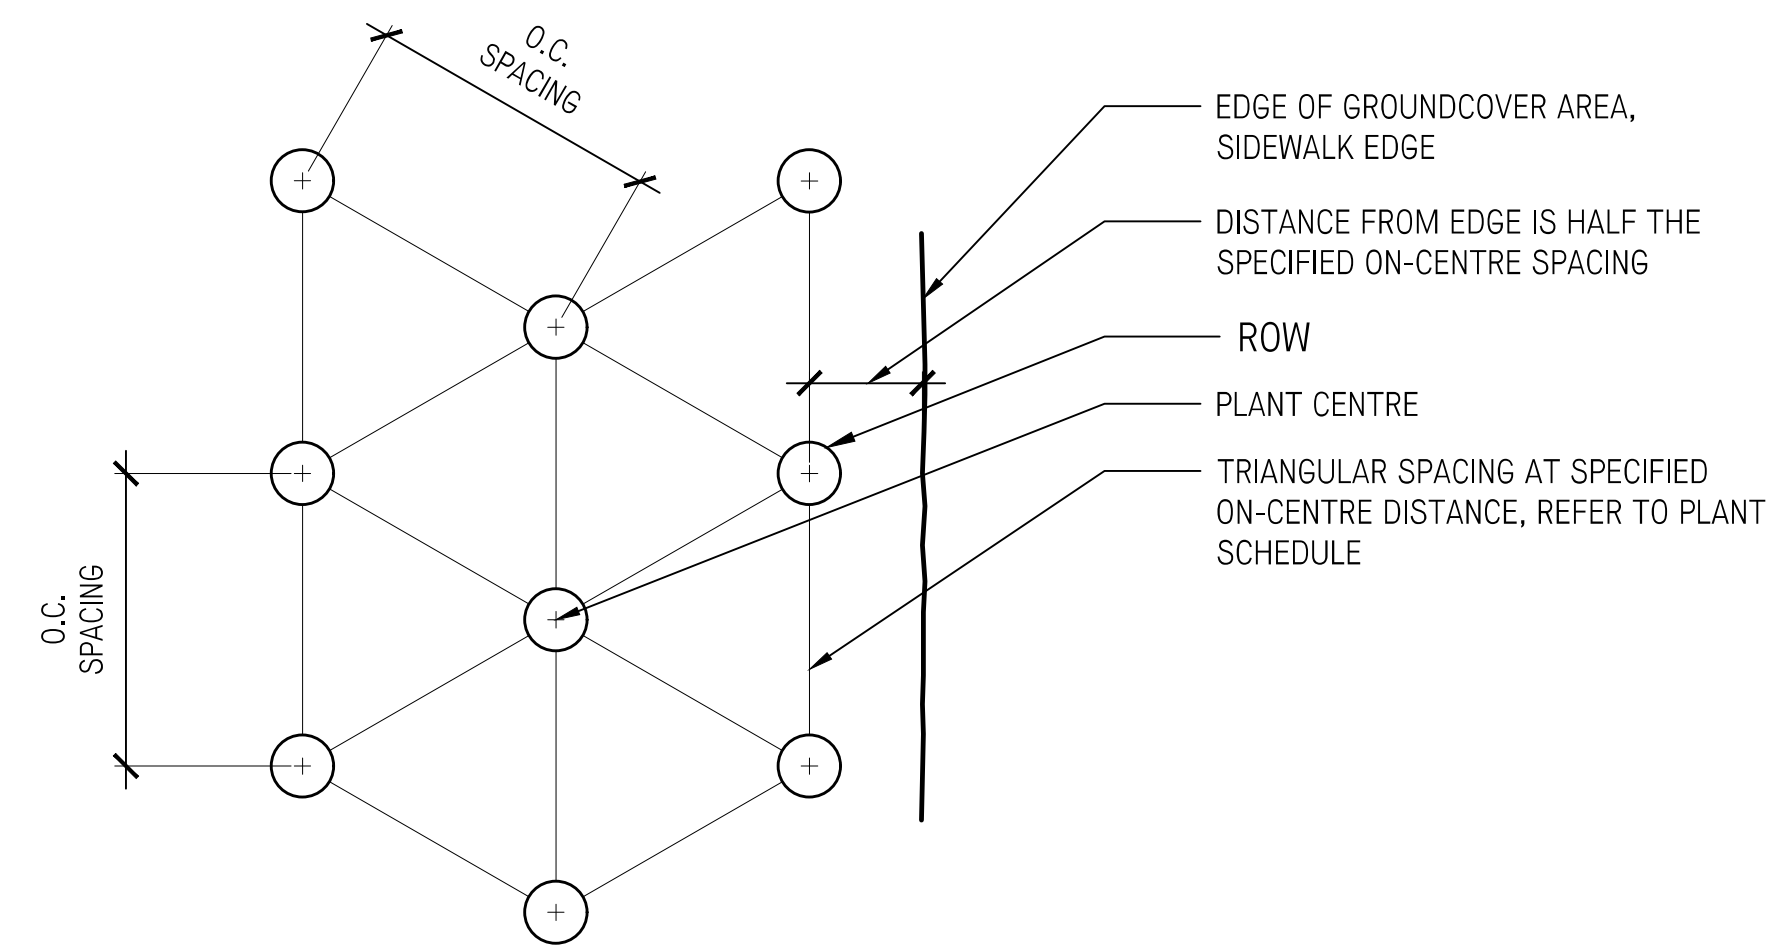 O.C.
SPACING
EDGE OF GROUNDCOVER AREA,
SIDEWALK EDGE
DISTANCE FROM EDGE IS HALF THE
SPECIFIED ON-CENTRE SPACING
ROW
PLANT CENTRE
TRIANGULAR SPACING AT SPECIFIED
ON-CENTRE DISTANCE, REFER TO PLANT
SCHEDULE
O.C.
SPACING